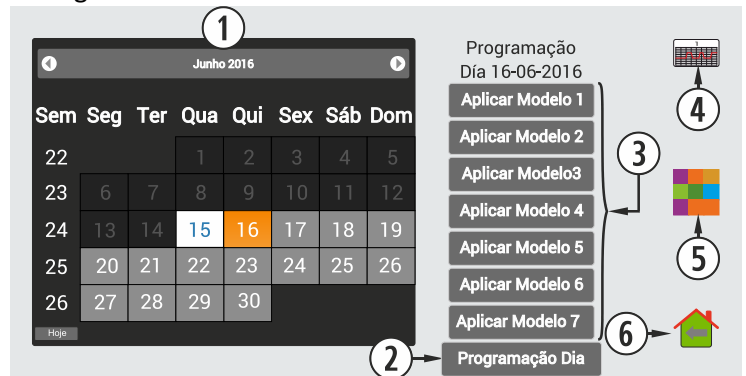 1
Junho 2016
Sem Seg Ter Qua Qui Sex Sáb Dom
22 1 2 3 4 5
23 6 7 8 9 10 11 12
24 13 14 15 16 17 18 19
25 20 21 22 23 24 25 26
26 27 28 29 30
Hoje
Programação
Día 16-06-2016
Aplicar Modelo 1
Aplicar Modelo 2
Aplicar Modelo3
Aplicar Modelo 4
Aplicar Modelo 5
Aplicar Modelo 6
Aplicar Modelo 7
2
Programação Dia
3
1
4
5
6